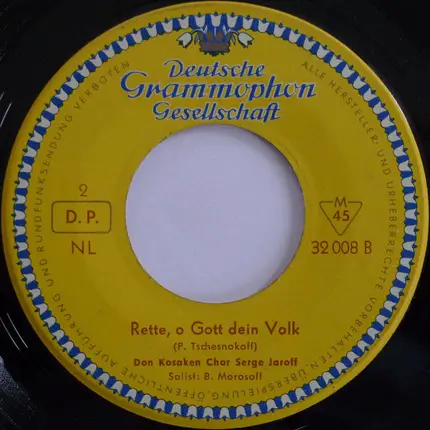 Deutsche
Grammophon
Gesellschaft
ALLE HERSTELLER- UND URHEBERRECHTE VORBEHALTEN ÜBERSPIELUNG, ÖFFENTLICHE AUFFÜHRUNG UND RUNDFUNKSENDUNG VERBOTEN
2
D. P.
NL
M
45
32 008 B
Rette, o Gott dein Volk
(P. Tschesnokoff)
Don Kosaken Chor Serge Jaroff
Solist: B. Morosoff